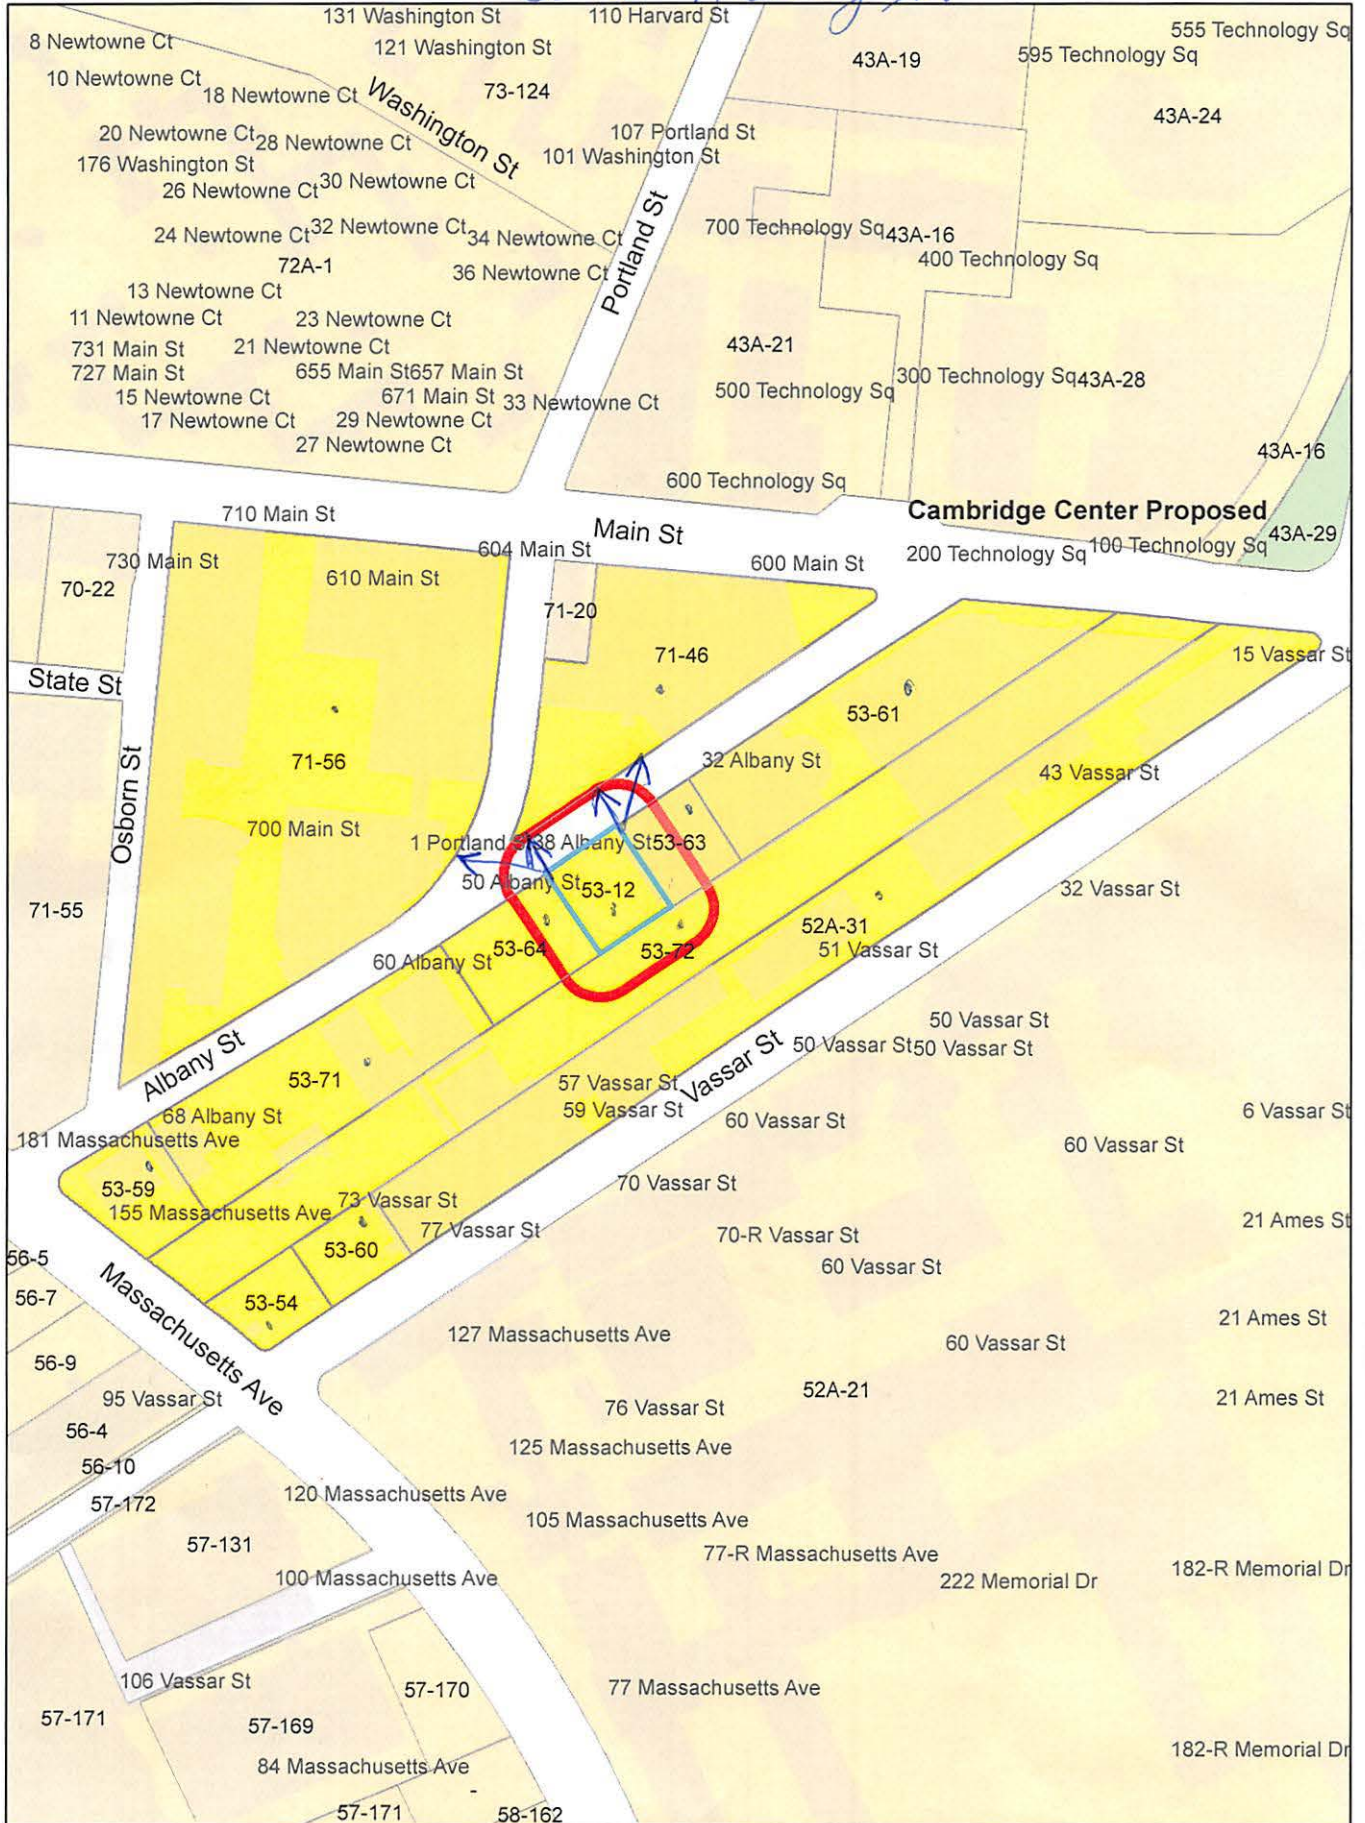 131 Washington St
110 Harvard St
555 Technology Sq
8 Newtowne Ct
121 Washington St
43A-19
595 Technology Sq
10 Newtowne Ct
18 Newtowne Ct
Washington St
73-124
43A-24
20 Newtowne Ct
28 Newtowne Ct
107 Portland St
176 Washington St
101 Washington St
26 Newtowne Ct
30 Newtowne Ct
24 Newtowne Ct
32 Newtowne Ct
34 Newtowne Ct
Portland St
700 Technology Sq
43A-16
72A-1
36 Newtowne Ct
400 Technology Sq
13 Newtowne Ct
11 Newtowne Ct
23 Newtowne Ct
731 Main St
21 Newtowne Ct
43A-21
727 Main St
655 Main St
657 Main St
300 Technology Sq
43A-28
15 Newtowne Ct
671 Main St
33 Newtowne Ct
500 Technology Sq
17 Newtowne Ct
29 Newtowne Ct
27 Newtowne Ct
43A-16
600 Technology Sq
710 Main St
Main St
Cambridge Center Proposed
43A-29
730 Main St
604 Main St
600 Main St
200 Technology Sq
100 Technology Sq
70-22
610 Main St
71-20
71-46
15 Vassar St
State St
53-61
71-56
32 Albany St
43 Vassar St
Osborn St
700 Main St
1 Portland St
38 Albany St
53-63
50 Albany St
53-12
32 Vassar St
71-55
52A-31
53-64
53-72
51 Vassar St
60 Albany St
50 Vassar St
50 Vassar St
50 Vassar St
Albany St
53-71
57 Vassar St
Vassar St
68 Albany St
59 Vassar St
60 Vassar St
6 Vassar St
181 Massachusetts Ave
60 Vassar St
53-59
70 Vassar St
155 Massachusetts Ave
73 Vassar St
77 Vassar St
70-R Vassar St
21 Ames St
56-5
53-60
60 Vassar St
56-7
Massachusetts Ave
53-54
127 Massachusetts Ave
60 Vassar St
21 Ames St
56-9
95 Vassar St
52A-21
21 Ames St
56-4
76 Vassar St
125 Massachusetts Ave
56-10
57-172
120 Massachusetts Ave
105 Massachusetts Ave
57-131
77-R Massachusetts Ave
100 Massachusetts Ave
222 Memorial Dr
182-R Memorial Dr
106 Vassar St
57-170
77 Massachusetts Ave
57-171
57-169
182-R Memorial Dr
84 Massachusetts Ave
57-171
58-162